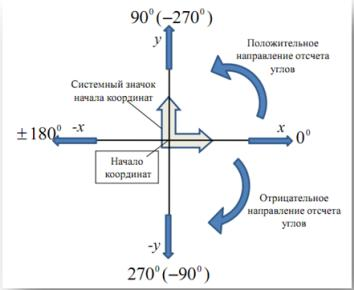 90⁰(−270⁰)
y
Положительное
направление отсчета
углов
Системный значок
начала координат
±180⁰
-x
x
0⁰
Начало
координат
Отрицательное
направление отсчета
углов
-y
270⁰(−90⁰)